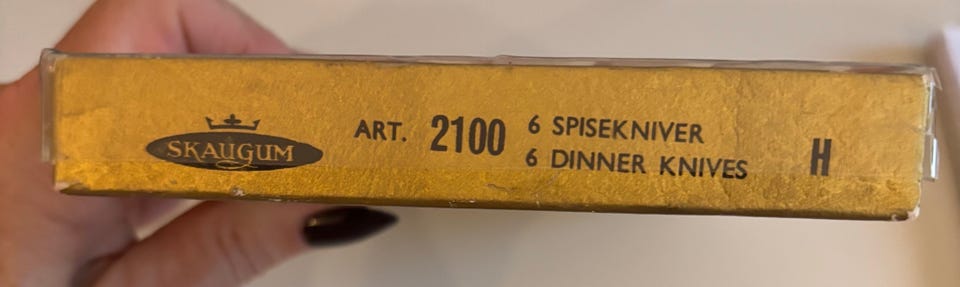 SKAUGUM
ART. 2100
6 SPISEKNIVER
6 DINNER KNIVES
H